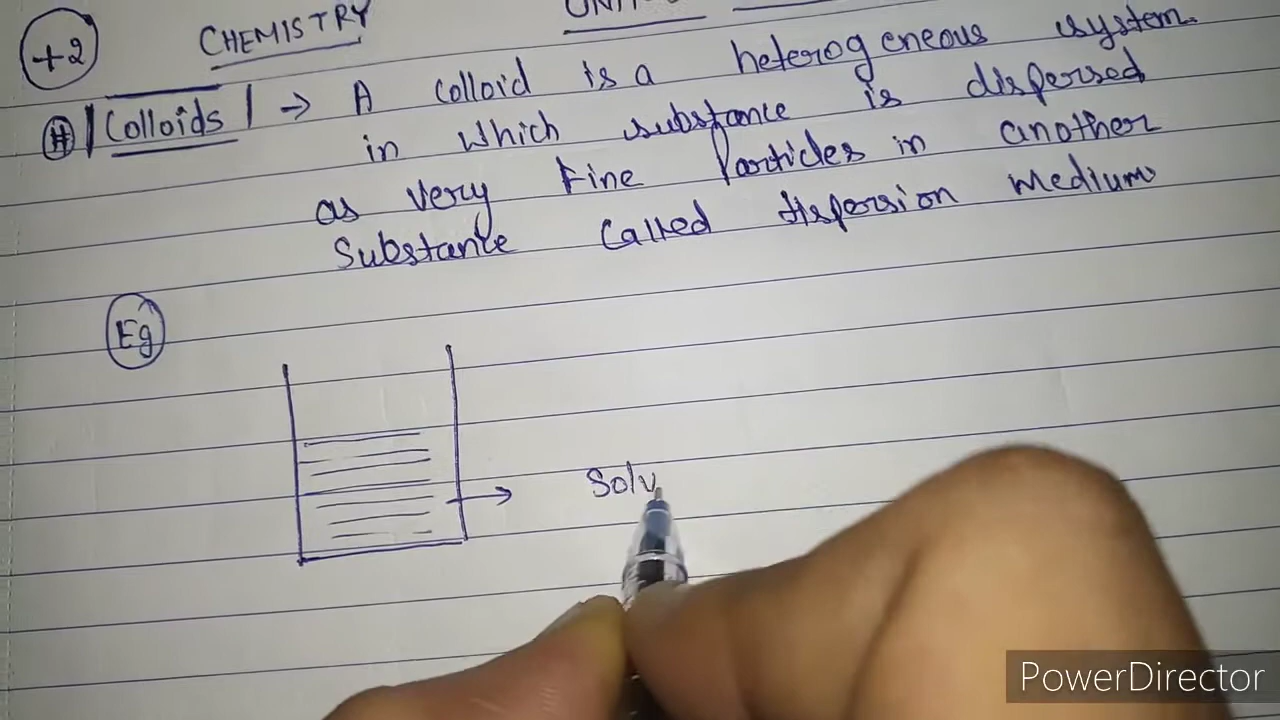 +2 CHEMISTRY UNIT
# Colloids → A colloid is a heterogeneous system.
in which substance is dispersed
as very Fine Particles in another
Substance Called dispersion medium
Eg
→ Solv
PowerDirector